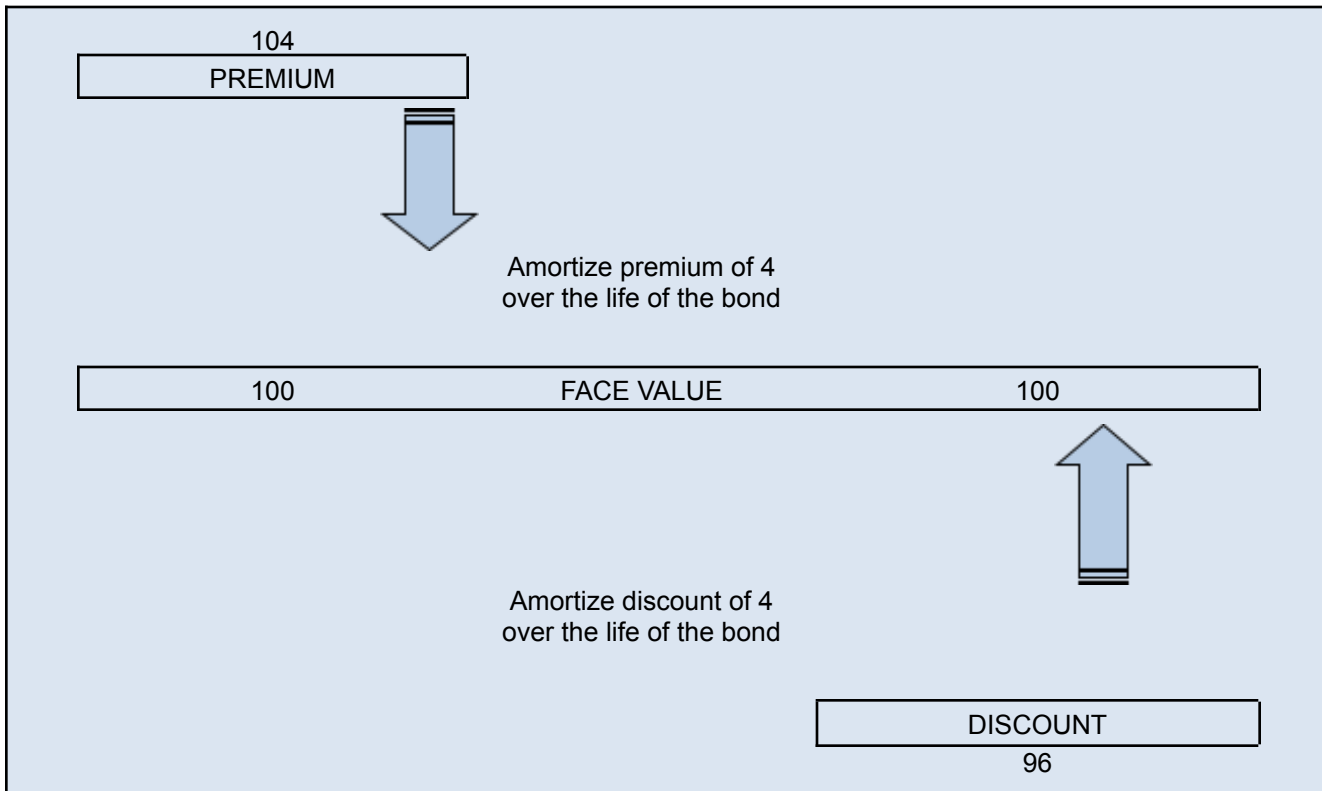 104
PREMIUM
Amortize premium of 4
over the life of the bond
100 FACE VALUE 100
Amortize discount of 4
over the life of the bond
DISCOUNT
96